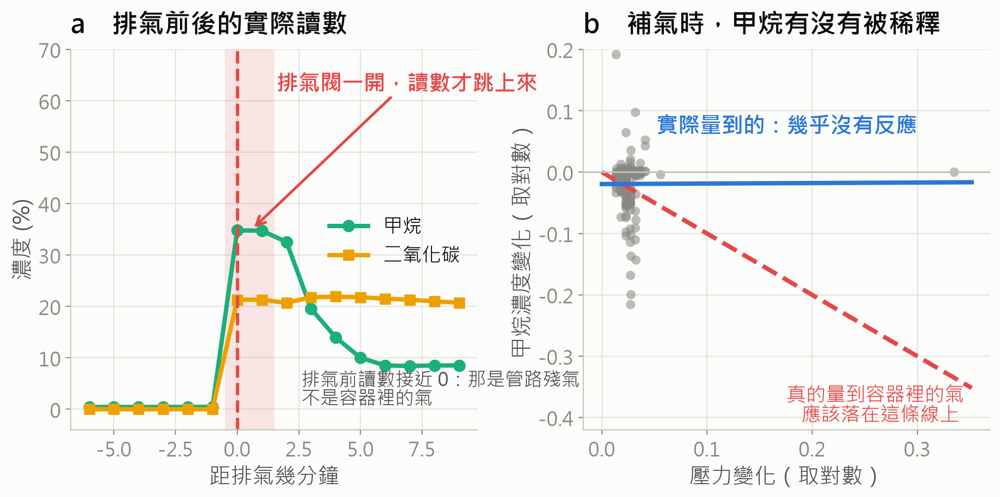 a 排氣前後的實際讀數
70
60
50
40
30
20
10
0
濃度 (%)
排氣閥一開，讀數才跳上來
甲烷
二氧化碳
排氣前讀數接近 0：那是管路殘氣
不是容器裡的氣
-5.0 -2.5 0.0 2.5 5.0 7.5
距排氣幾分鐘
b 補氣時，甲烷有沒有被稀釋
0.2
0.1
0.0
-0.1
-0.2
-0.3
-0.4
甲烷濃度變化（取對數）
實際量到的：幾乎沒有反應
真的量到容器裡的氣
應該落在這條線上
0.0 0.1 0.2 0.3
壓力變化（取對數）